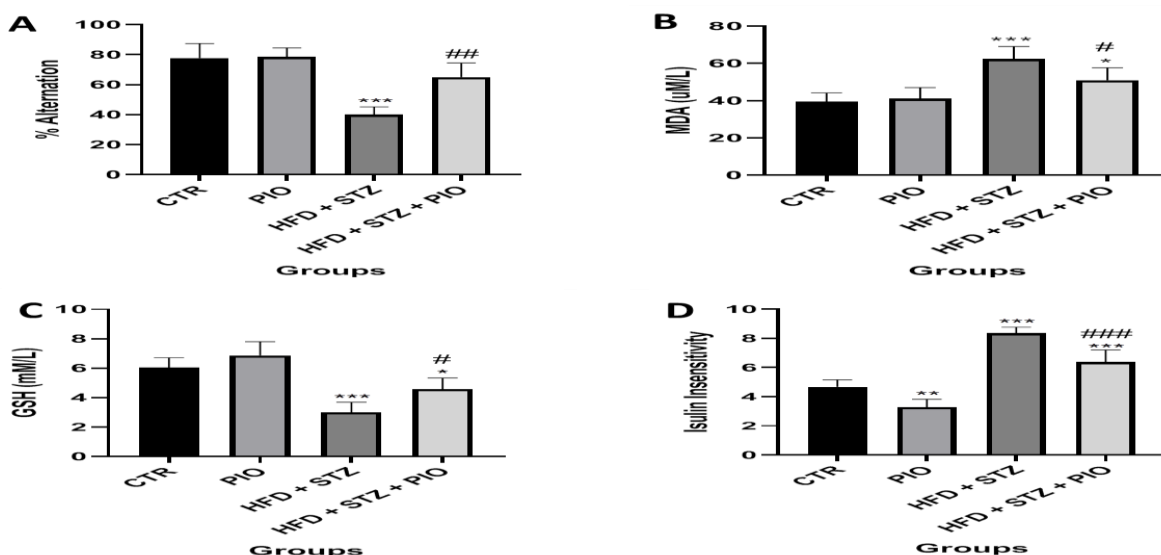 A
% Alternation
100
80
60
40
20
0
***
##
CTR
PIO
HFD + STZ
HFD + STZ + PIO
Groups
B
MDA (uM/L)
80
60
40
20
0
***
#
*
CTR
PIO
HFD + STZ
HFD + STZ + PIO
Groups
C
GSH (mM/L)
10
8
6
4
2
0
***
#
*
CTR
PIO
HFD + STZ
HFD + STZ + PIO
Groups
D
Isulin Insensitivity
10
8
6
4
2
0
**
***
###
***
CTR
PIO
HFD + STZ
HFD + STZ + PIO
Groups